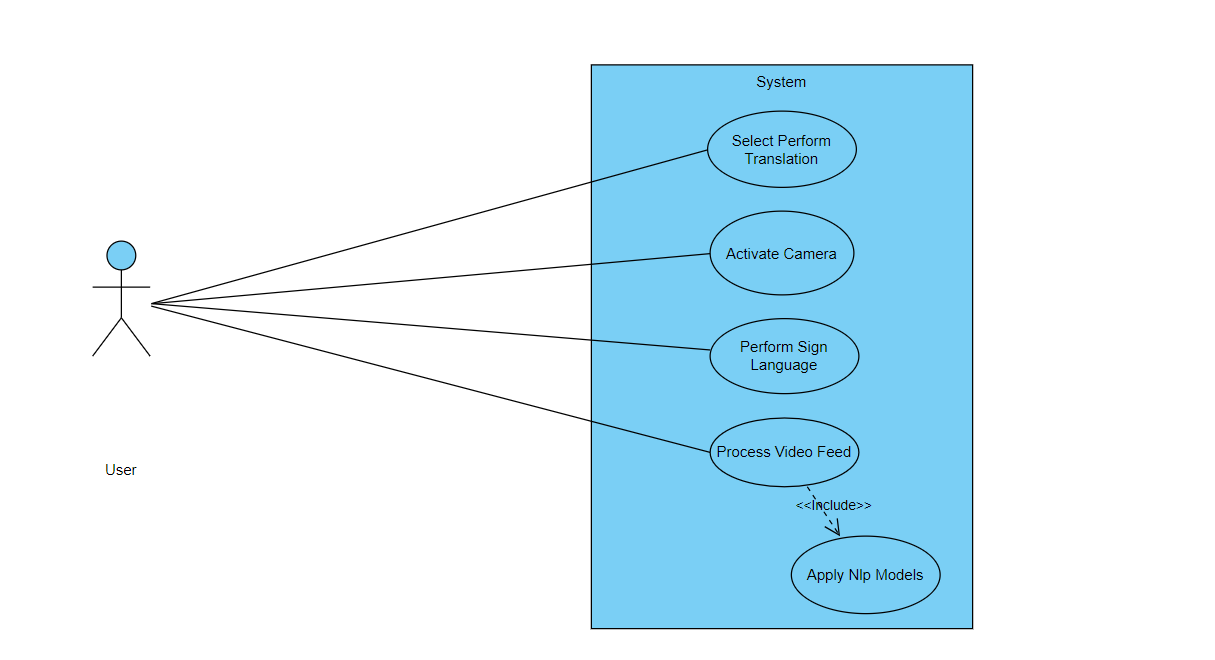 System
Select Perform
Translation
Activate Camera
Perform Sign
Language
Process Video Feed
User
<<Include>>
Apply Nlp Models